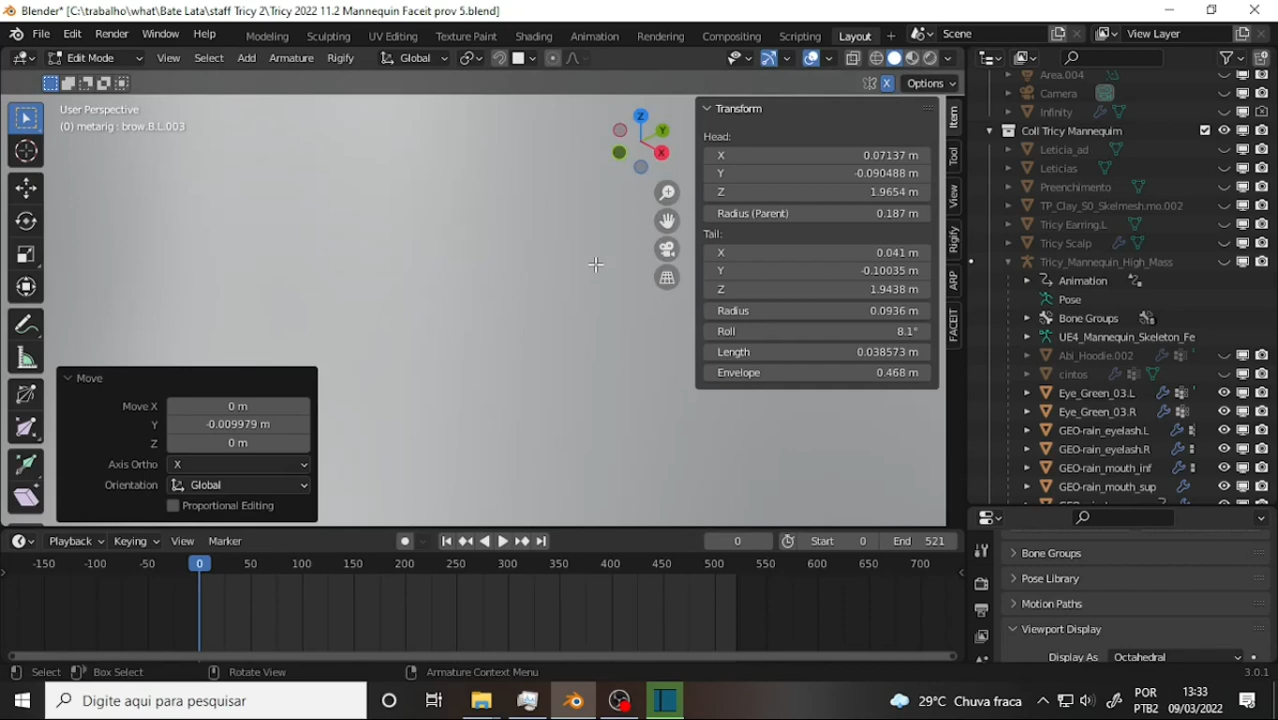 Blender* [C:\trabalho\what\Bate Lata\staff Tricy 2\Tricy 2022 11.2 Mannequin Faceit prov 5.blend]
File Edit Render Window Help Modeling Sculpting UV Editing Texture Paint Shading Animation Rendering Compositing Scripting Layout + Scene View Layer
Edit Mode View Select Add Armature Rigify Global
X Options
User Perspective
(0) metarig : brow.B.L.003
Z
Y
X
Transform
Head:
X 0.07137 m
Y -0.090488 m
Z 1.9654 m
Radius (Parent) 0.187 m
Tail:
X 0.041 m
Y -0.10035 m
Z 1.9438 m
Radius 0.0936 m
Roll 8.1°
Length 0.038573 m
Envelope 0.468 m
Item
Tool
View
Rigify
ARP
FACEIT
Move
Move X 0 m
Y -0.009979 m
Z 0 m
Axis Ortho X
Orientation Global
Proportional Editing
Area.004
Camera
Infinity
Coll Tricy Mannequim
Leticia_ad
Leticias
Preenchimento
TP_Clay_S0_Skelmesh.mo.002
Tricy Earring.L
Tricy Scalp
Tricy_Mannequin_High_Mass
Animation
Pose
Bone Groups
UE4_Mannequin_Skeleton_Fe
Abi_Hoodie.002
cintos
Eye_Green_03.L
Eye_Green_03.R
GEO-rain_eyelash.L
GEO-rain_eyelash.R
GEO-rain_mouth_inf
GEO-rain_mouth_sup
Bone Groups
Pose Library
Motion Paths
Viewport Display
Display As Octahedral
Playback Keying View Marker 0 Start 0 End 521
-150 -100 -50 0 50 100 150 200 250 300 350 400 450 500 550 600 650 700
Select Box Select Rotate View Armature Context Menu 3.0.1
Digite aqui para pesquisar
29°C Chuva fraca
POR
PTB2
13:33
09/03/2022